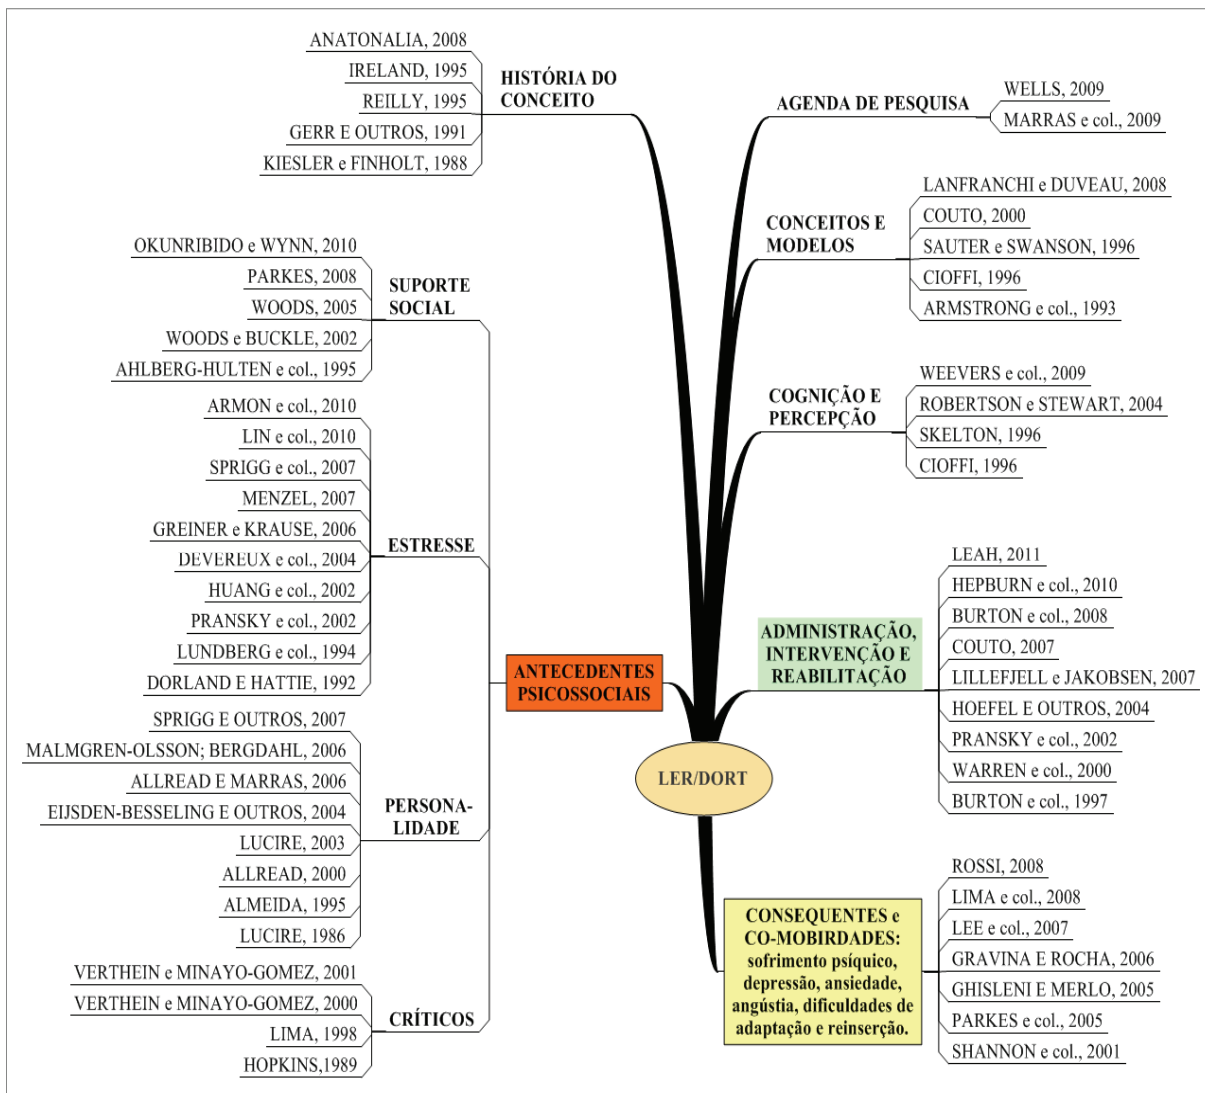 ANATONALIA, 2008
IRELAND, 1995
REILLY, 1995
GERR E OUTROS, 1991
KIESLER e FINHOLT, 1988
HISTÓRIA DO
CONCEITO
OKUNRIBIDO e WYNN, 2010
PARKES, 2008
WOODS, 2005
WOODS e BUCKLE, 2002
AHLBERG-HULTEN e col., 1995
SUPORTE
SOCIAL
ARMON e col., 2010
LIN e col., 2010
SPRIGG e col., 2007
MENZEL, 2007
GREINER e KRAUSE, 2006
DEVEREUX e col., 2004
HUANG e col., 2002
PRANSKY e col., 2002
LUNDBERG e col., 1994
DORLAND E HATTIE, 1992
ESTRESSE
SPRIGG E OUTROS, 2007
MALMGREN-OLSSON; BERGDAHL, 2006
ALLREAD E MARRAS, 2006
EIJSDEN-BESSELING E OUTROS, 2004
LUCIRE, 2003
ALLREAD, 2000
ALMEIDA, 1995
LUCIRE, 1986
PERSONA-
LIDADE
VERTHEIN e MINAYO-GOMEZ, 2001
VERTHEIN e MINAYO-GOMEZ, 2000
LIMA, 1998
HOPKINS,1989
CRÍTICOS
ANTECEDENTES
PSICOSSOCIAIS
LER/DORT
AGENDA DE PESQUISA
WELLS, 2009
MARRAS e col., 2009
CONCEITOS E
MODELOS
LANFRANCHI e DUVEAU, 2008
COUTO, 2000
SAUTER e SWANSON, 1996
CIOFFI, 1996
ARMSTRONG e col., 1993
COGNIÇÃO E
PERCEPÇÃO
WEEVERS e col., 2009
ROBERTSON e STEWART, 2004
SKELTON, 1996
CIOFFI, 1996
ADMINISTRAÇÃO,
INTERVENÇÃO E
REABILITAÇÃO
LEAH, 2011
HEPBURN e col., 2010
BURTON e col., 2008
COUTO, 2007
LILLEFJELL e JAKOBSEN, 2007
HOEFEL E OUTROS, 2004
PRANSKY e col., 2002
WARREN e col., 2000
BURTON e col., 1997
CONSEQUENTES e
CO-MOBIRDADES:
sofrimento psíquico,
depressão, ansiedade,
angústia, dificuldades de
adaptação e reinserção.
ROSSI, 2008
LIMA e col., 2008
LEE e col., 2007
GRAVINA E ROCHA, 2006
GHISLENI E MERLO, 2005
PARKES e col., 2005
SHANNON e col., 2001